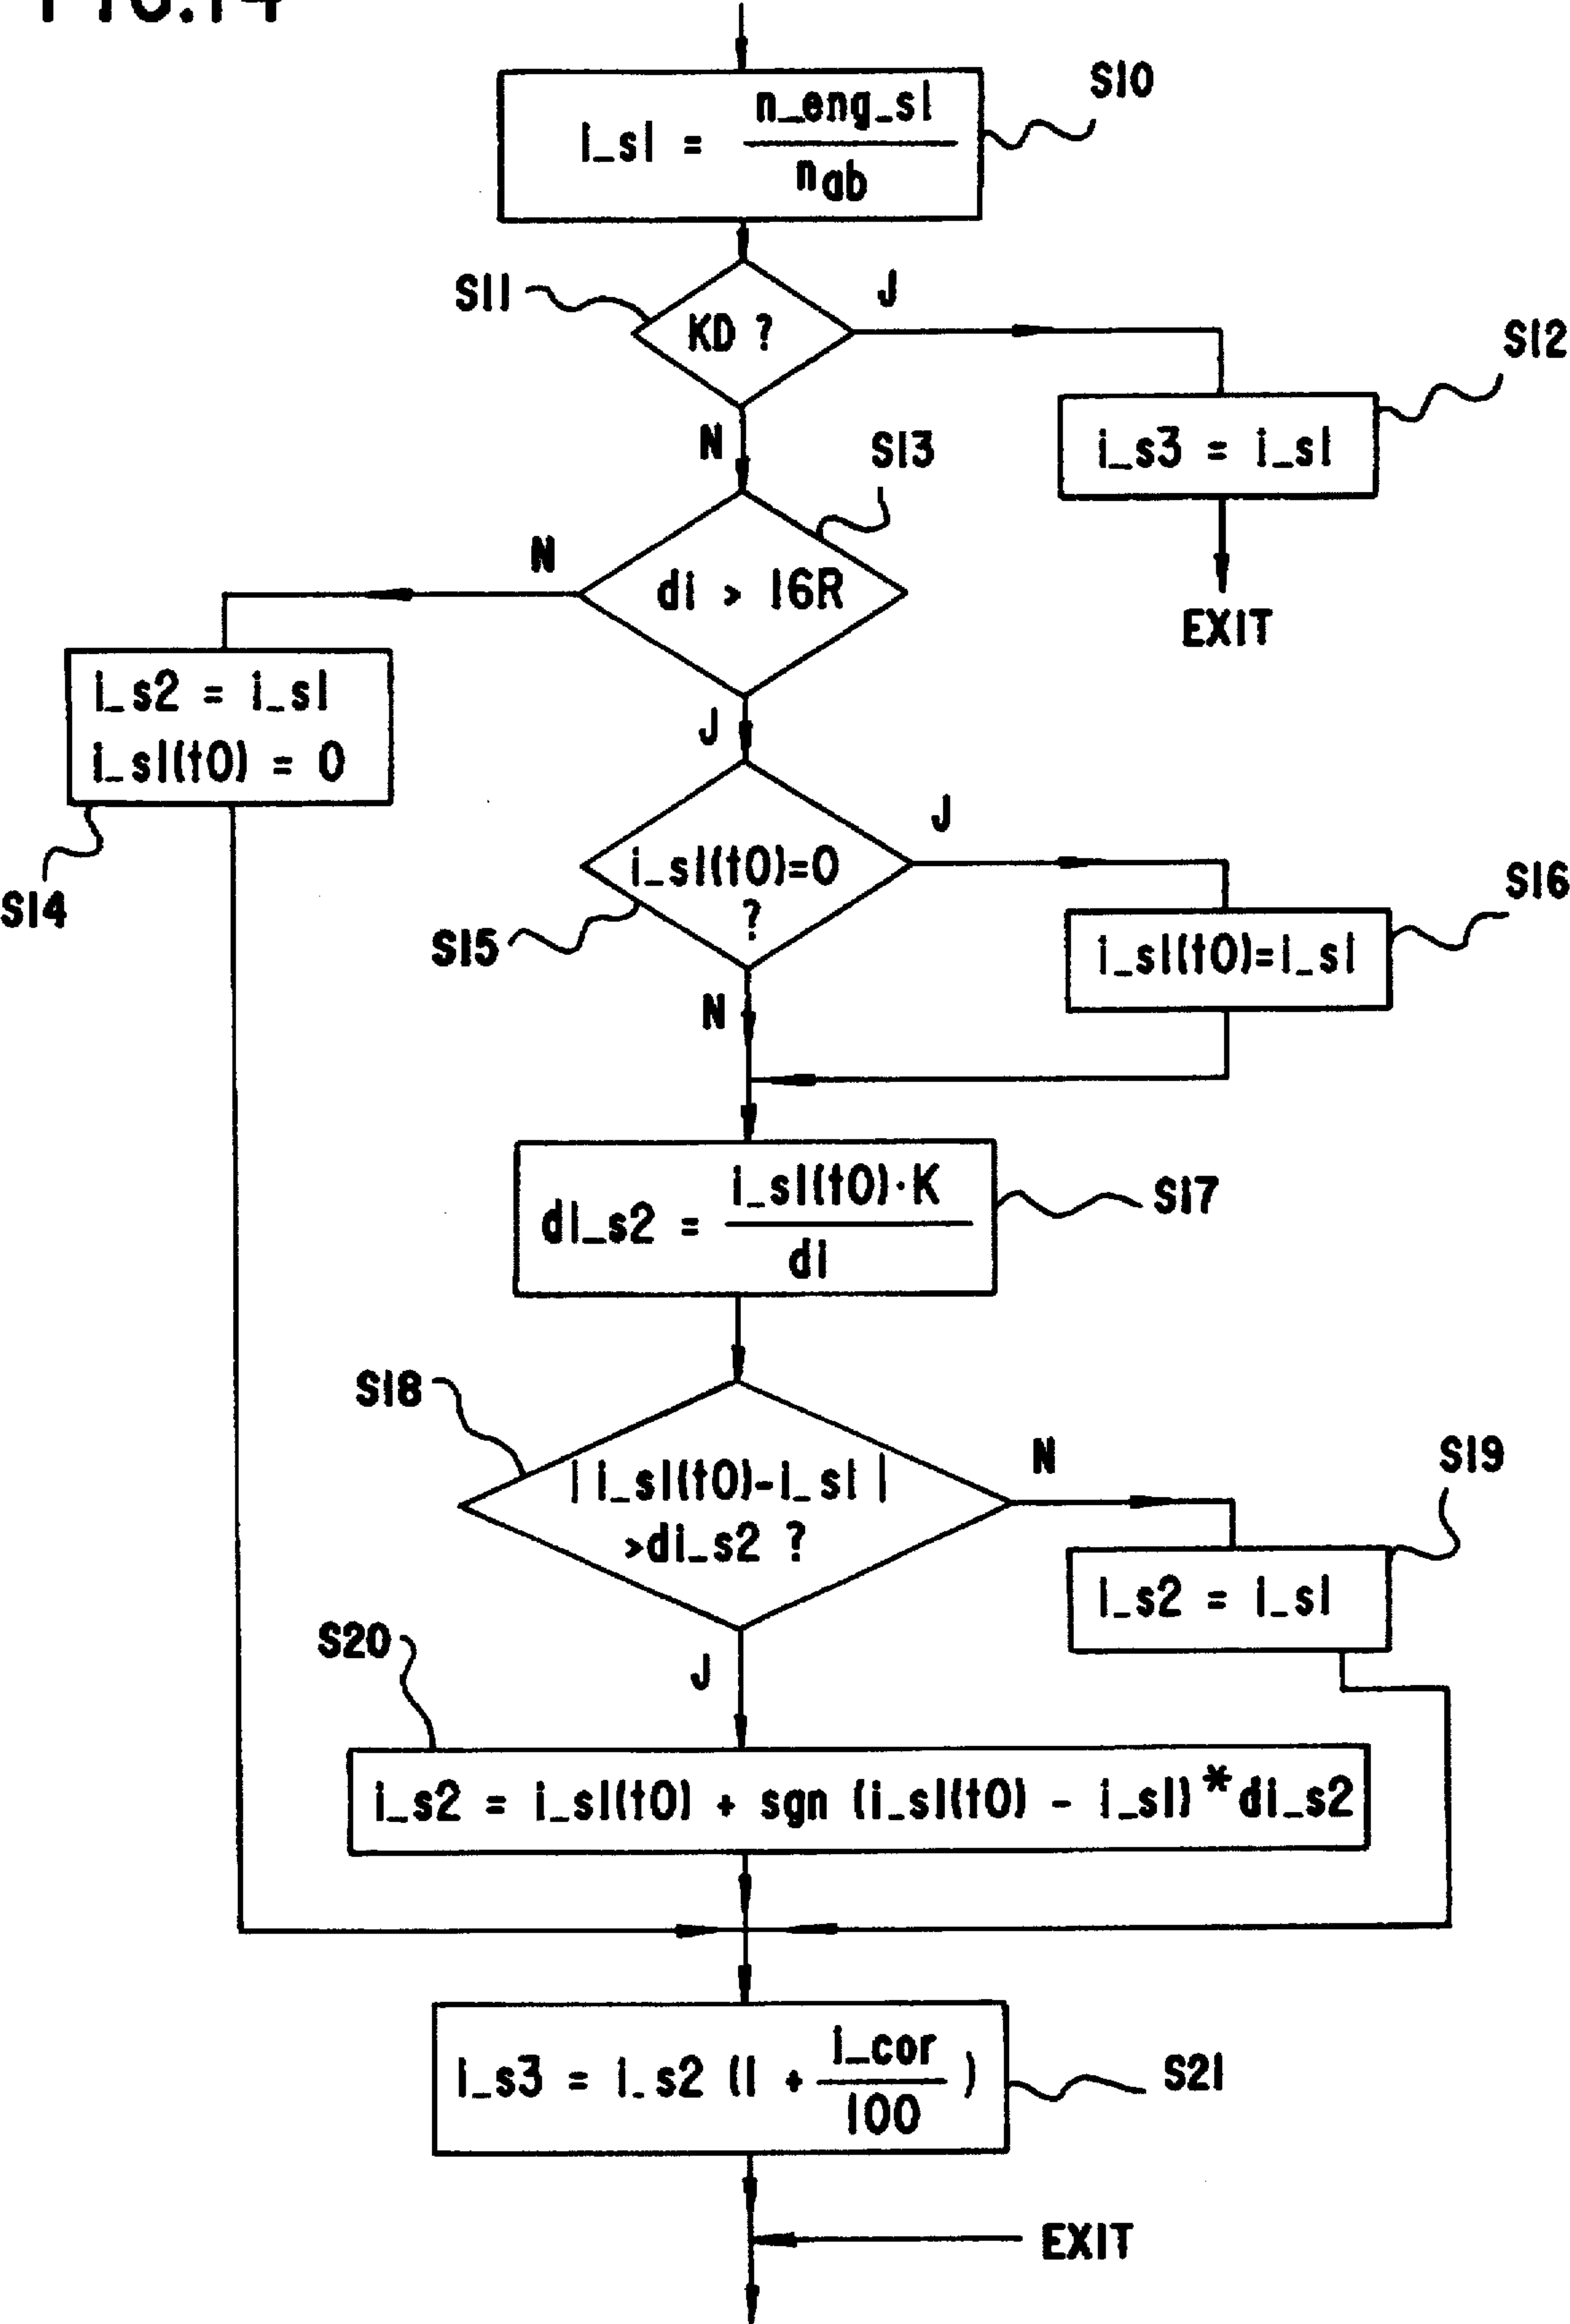 FIG.14
S10
i_s1 = n_eng_s1
n ab
S11
KD ?
J
S12
i_s3 = i_s1
N
EXIT
S13
di > 16R
N
i_s2 = i_s1
i_s1(t0) = 0
S14
J
i_s1(t0)=0
?
S15
J
S16
i_s1(t0)=i_s1
N
di_s2 = i_s1(t0)·K
di
S17
S18
| i_s1(t0)-i_s1 |
>di_s2 ?
N
S19
i_s2 = i_s1
S20
J
i_s2 = i_s1(t0) + sgn (i_s1(t0) - i_s1) * di_s2
i_s3 = i_s2 (1 + i_cor
100 )
S21
EXIT